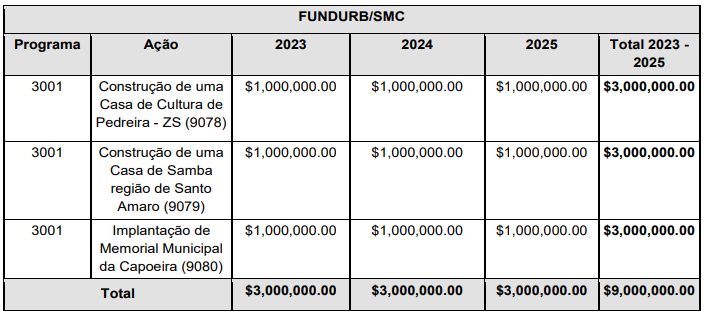 FUNDURB/SMC
Programa Ação 2023 2024 2025 Total 2023 -
2025
3001 Construção de uma $1,000,000.00 $1,000,000.00 $1,000,000.00 $3,000,000.00
Casa de Cultura de
Pedreira - ZS (9078)
3001 Construção de uma $1,000,000.00 $1,000,000.00 $1,000,000.00 $3,000,000.00
Casa de Samba
região de Santo
Amaro (9079)
3001 Implantação de $1,000,000.00 $1,000,000.00 $1,000,000.00 $3,000,000.00
Memorial Municipal
da Capoeira (9080)
Total $3,000,000.00 $3,000,000.00 $3,000,000.00 $9,000,000.00